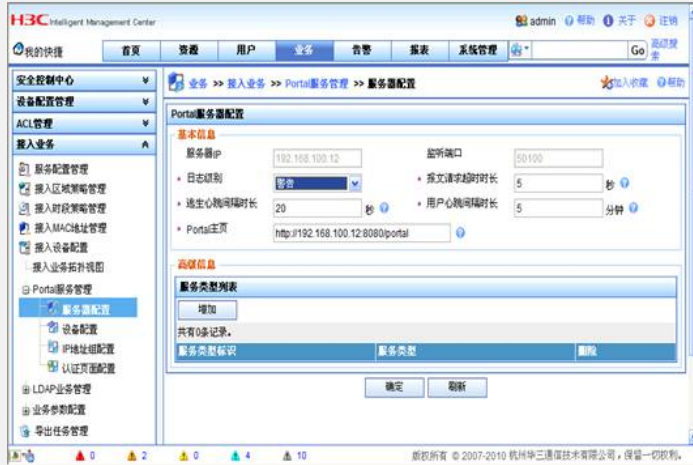 H3C Intelligent Management Center
admin 帮助 关于 注销
我的快捷 首页 资源 用户 业务 告警 报表 系统管理 Go 高级搜索
安全控制中心
设备配置管理
ACL管理
接入业务
服务配置管理
接入区域策略管理
接入时段策略管理
接入MAC地址管理
接入设备配置
接入业务拓扑视图
Portal服务管理
服务器配置
设备配置
IP地址组配置
认证页面配置
LDAP业务管理
业务参数配置
导出任务管理
业务 >> 接入业务 >> Portal服务管理 >> 服务器配置 加入收藏 帮助
Portal服务器配置
基本信息
服务器IP 192.168.100.12 监听端口 50100
* 日志级别 警告 * 报文请求超时时长 5 秒
* 逃生心跳间隔时长 20 秒 * 用户心跳间隔时长 5 分钟
* Portal主页 http://192.168.100.12:8080/portal
高级信息
服务类型列表
增加
共有0条记录。
服务类型标识 服务类型 删除
确定 刷新
0 2 0 4 10 版权所有 © 2007-2010 杭州华三通信技术有限公司，保留一切权利。